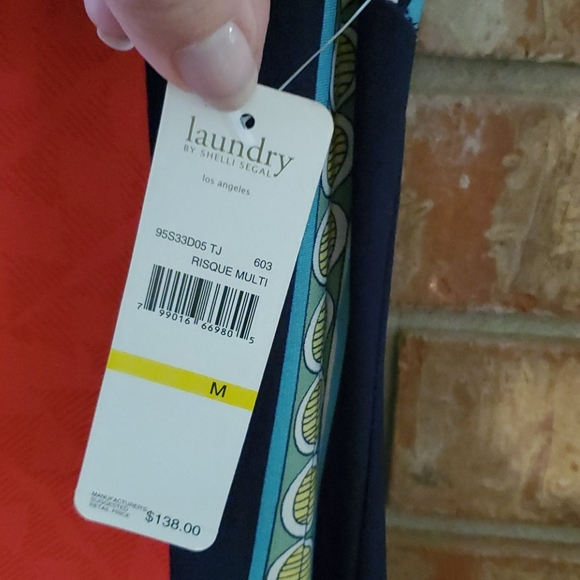 laundry
BY SHELLI SEGAL
los angeles
95S33D05 TJ 603
RISQUE MULTI
7 99016 66980 5
M
MANUFACTURERS
SUGGESTED
RETAIL PRICE $138.00